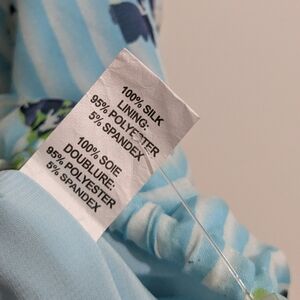 100% SILK
LINING:
95% POLYESTER
5% SPANDEX
100% SOIE
DOUBLURE:
95% POLYESTER
5% SPANDEX